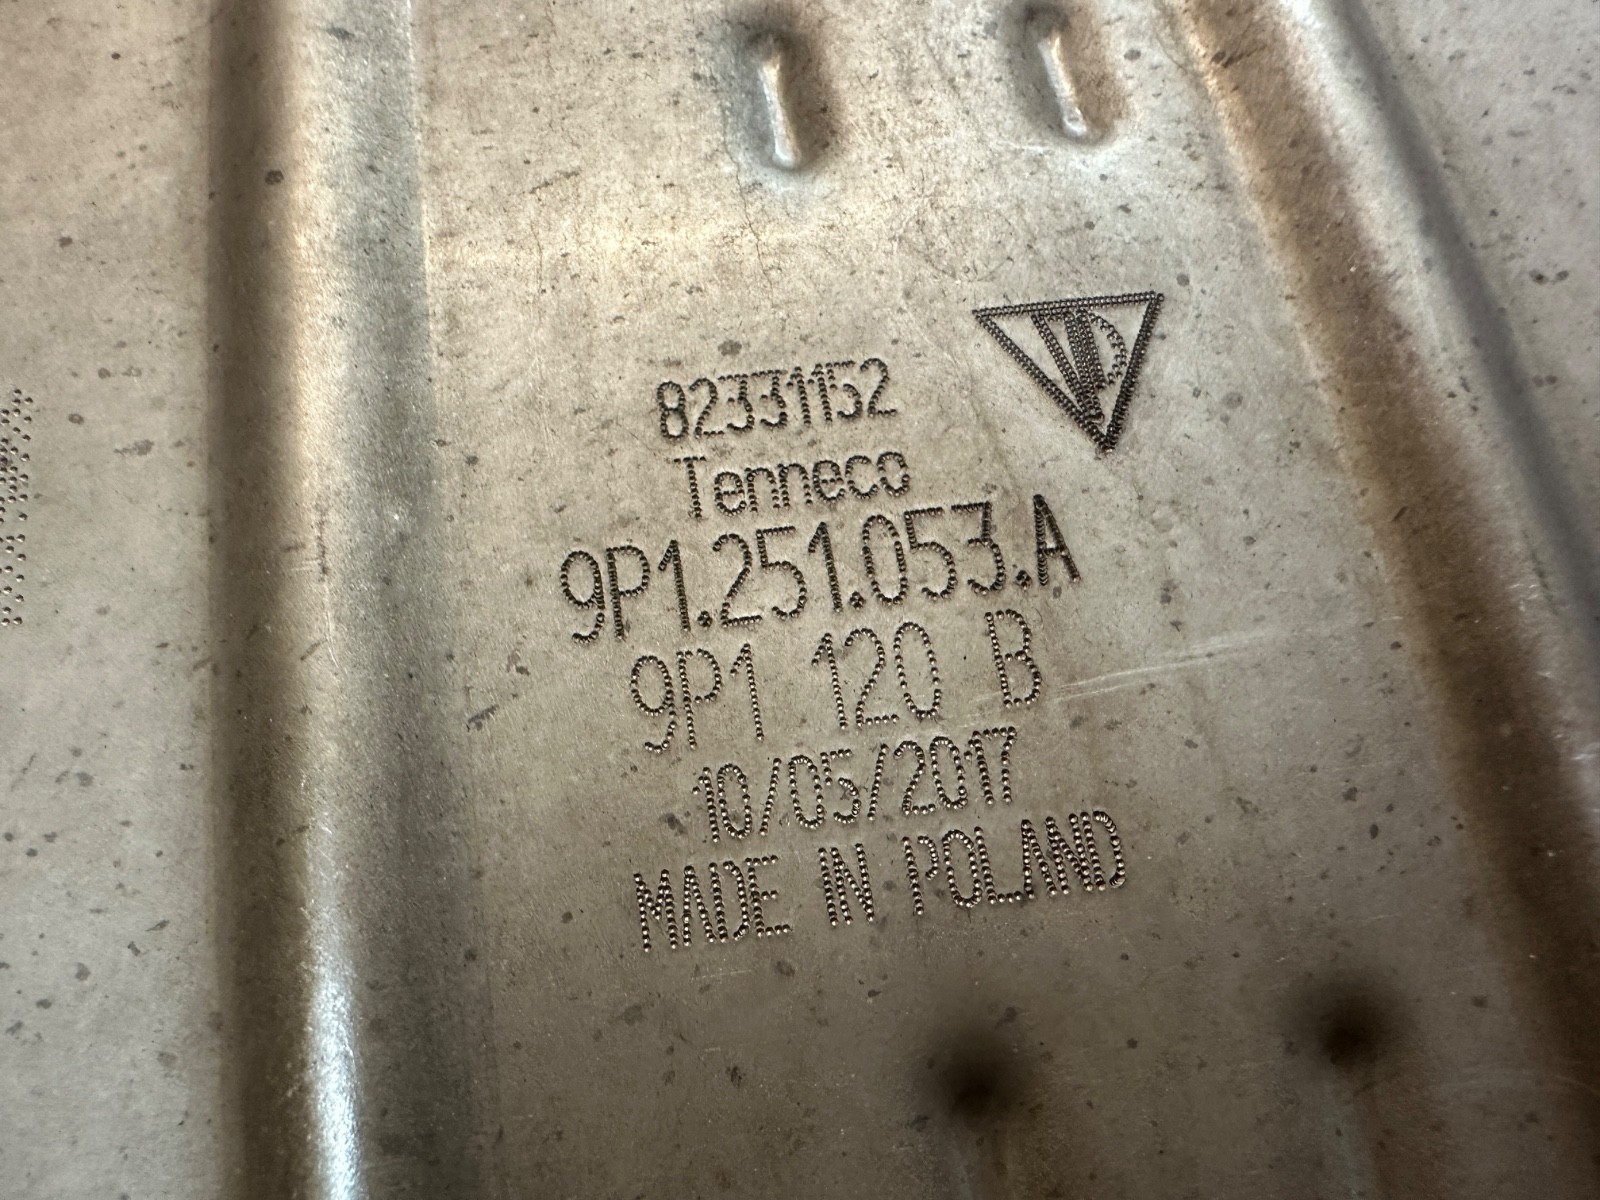 82331152
Tenneco
9P1.251.053.A
9P1 120 B
10/05/2017
MADE IN POLAND